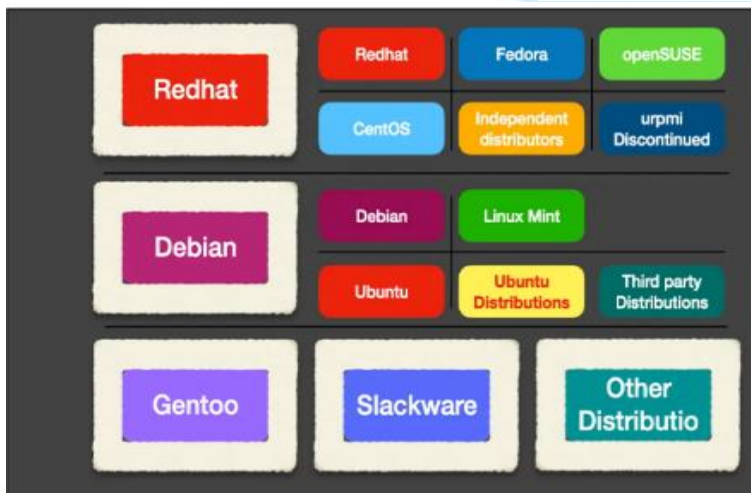 Redhat
Redhat
Fedora
openSUSE
CentOS
Independent
distributors
urpmi
Discontinued
Debian
Debian
Linux Mint
Ubuntu
Ubuntu
Distributions
Third party
Distributions
Gentoo
Slackware
Other
Distributio